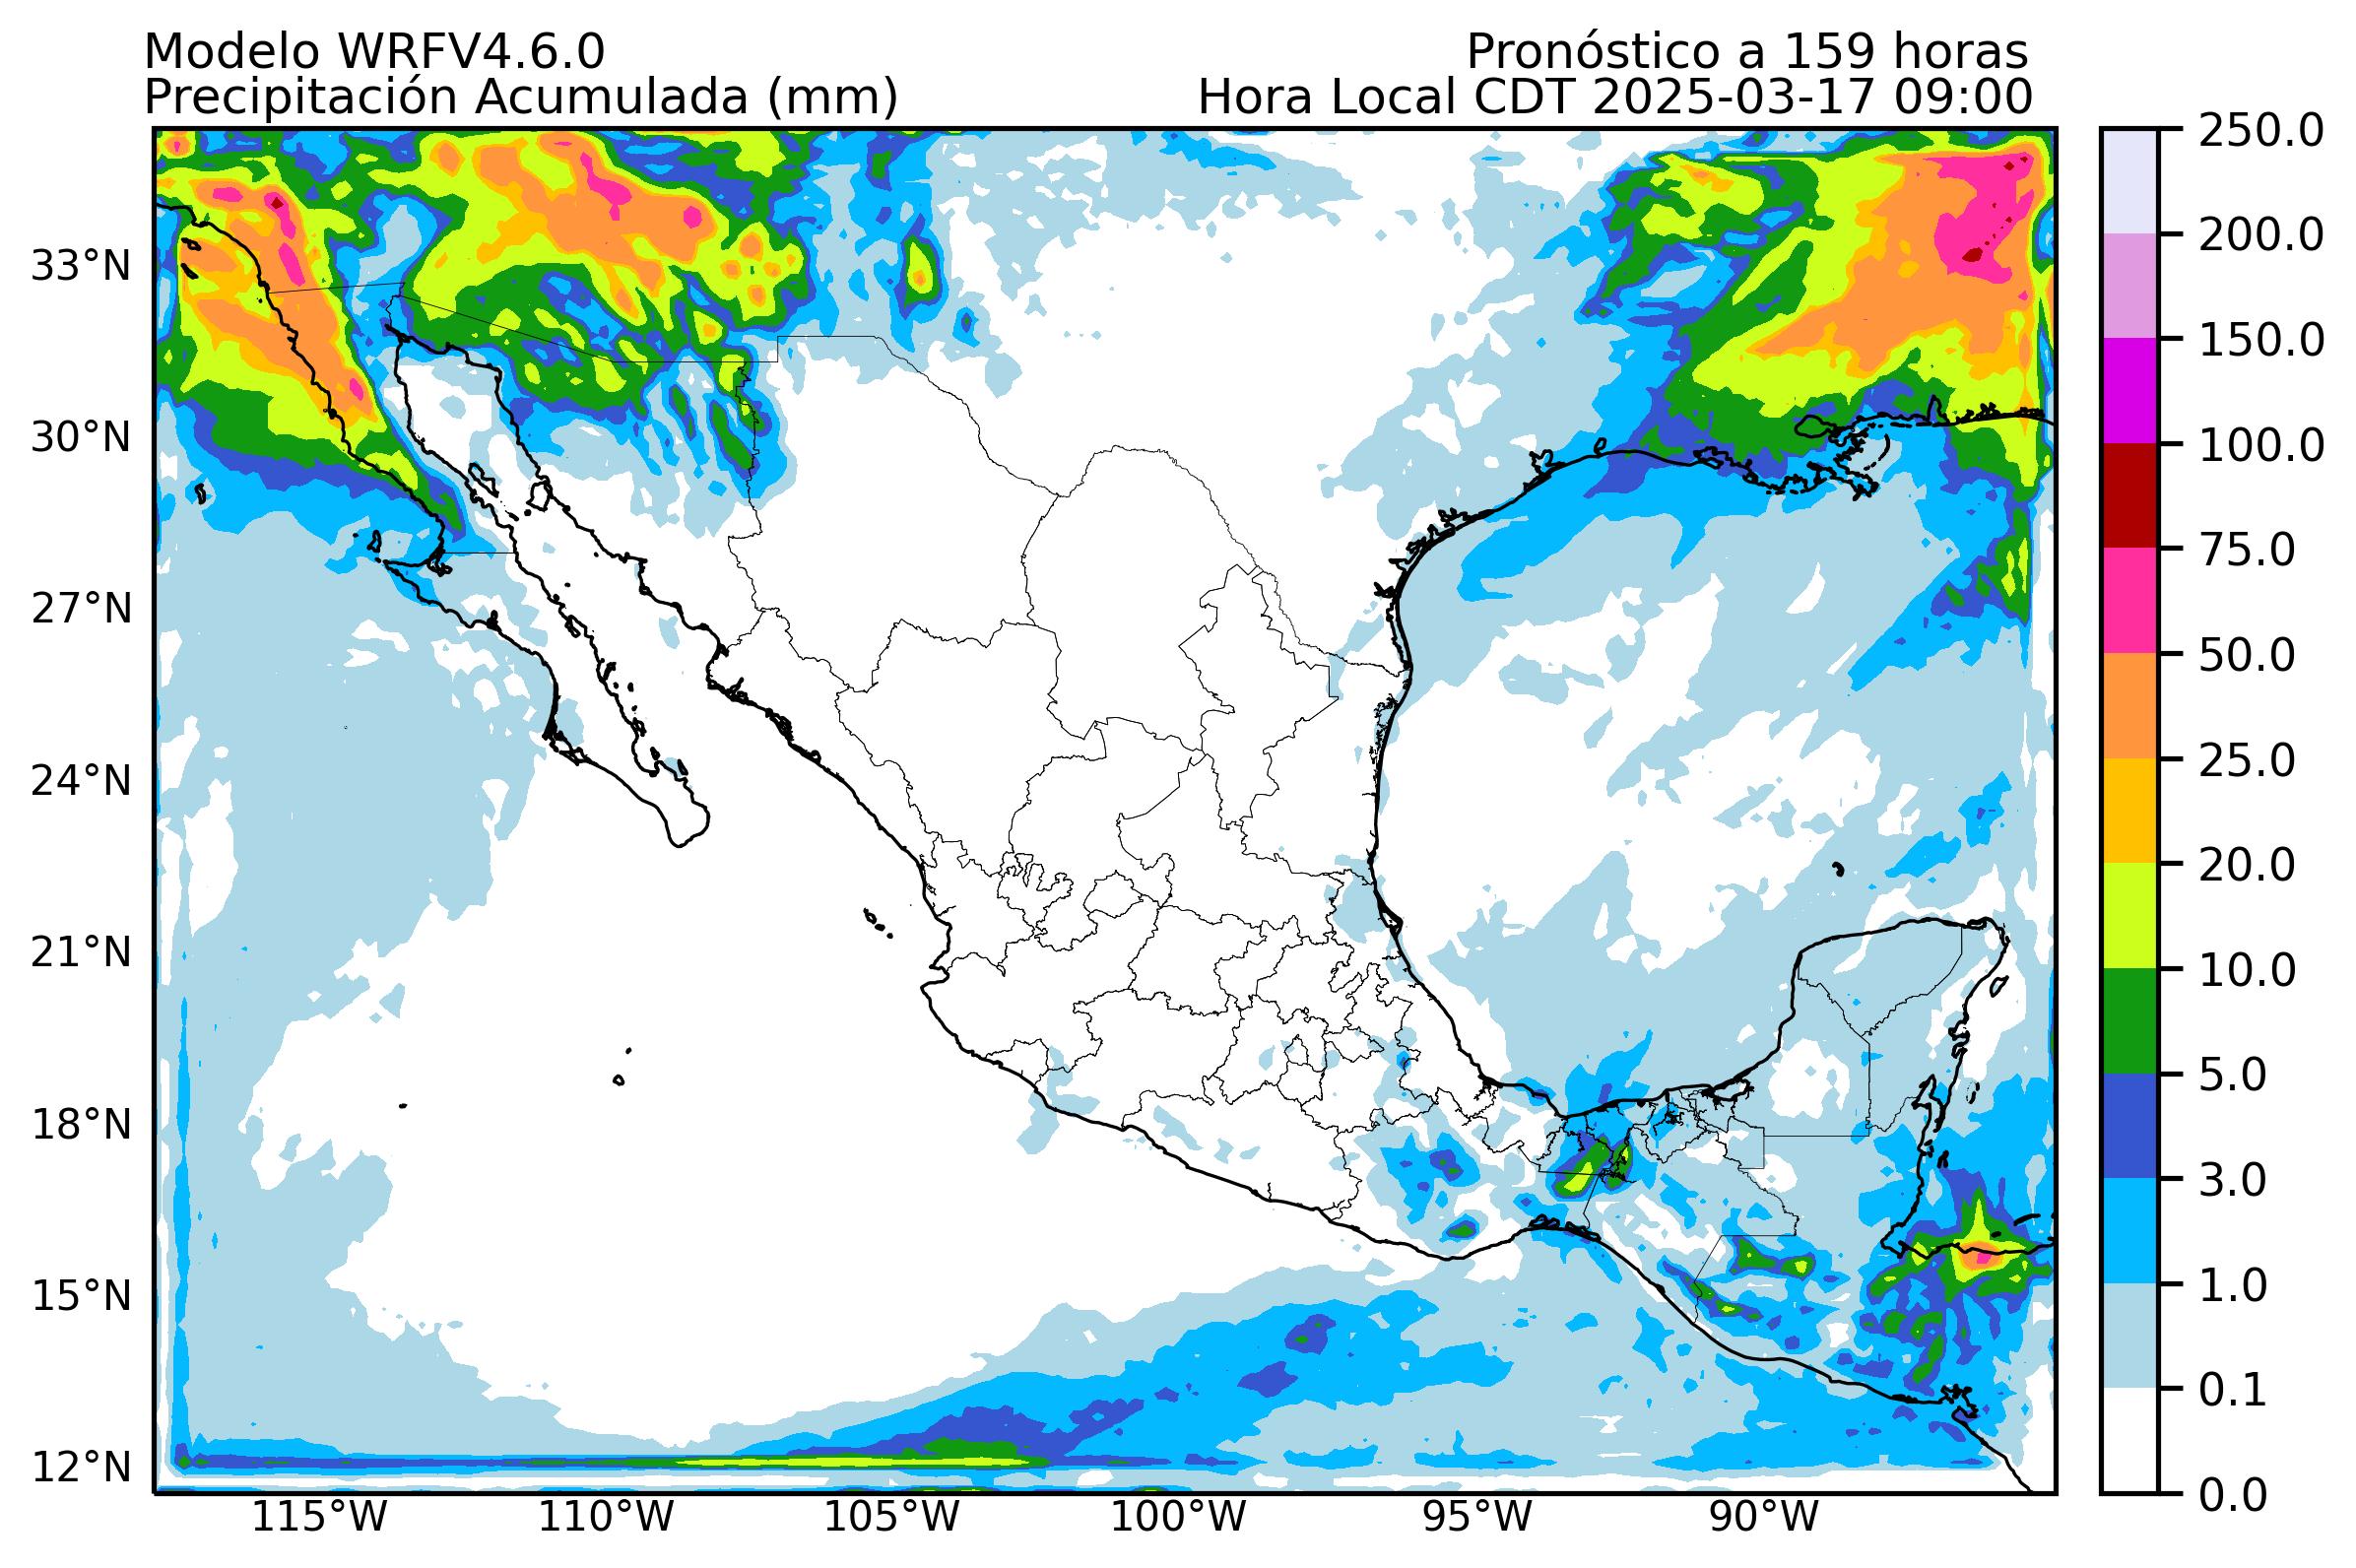 Modelo WRFV4.6.0
Pronóstico a 159 horas
Precipitación Acumulada (mm)
Hora Local CDT 2025-03-17 09:00
33°N
30°N
27°N
24°N
21°N
18°N
15°N
12°N
115°W
110°W
105°W
100°W
95°W
90°W
250.0
200.0
150.0
100.0
75.0
50.0
25.0
20.0
10.0
5.0
3.0
1.0
0.1
0.0